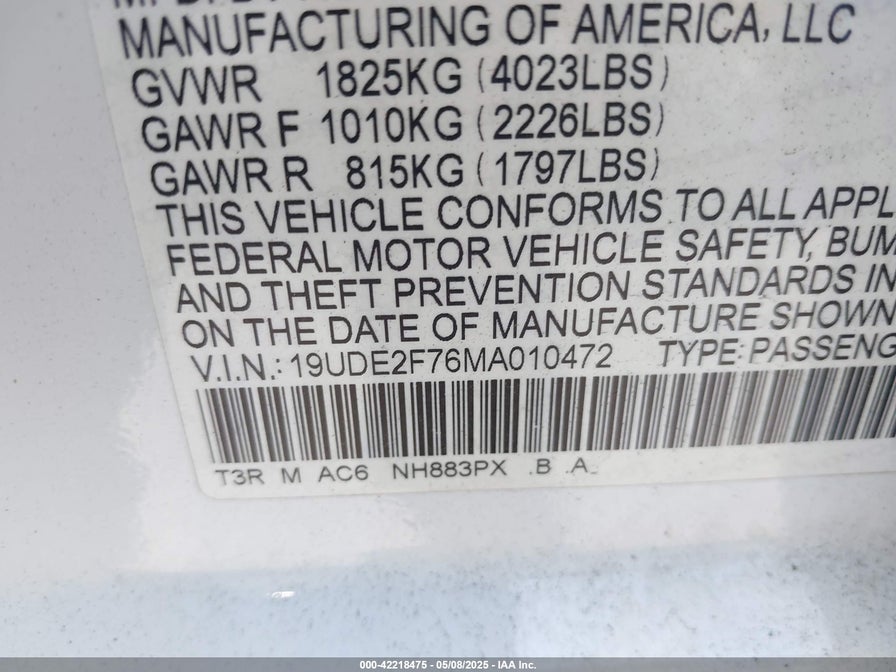 MANUFACTURING OF AMERICA, LLC
GVWR 1825KG (4023LBS)
GAWR F 1010KG (2226LBS)
GAWR R 815KG (1797LBS)
THIS VEHICLE CONFORMS TO ALL APPL
FEDERAL MOTOR VEHICLE SAFETY, BUM
AND THEFT PREVENTION STANDARDS IN
ON THE DATE OF MANUFACTURE SHOWN
V.I.N.: 19UDE2F76MA010472 TYPE: PASSENG
T3R M AC6 NH883PX .B .A
000-42218475 - 05/08/2025 - IAA Inc.